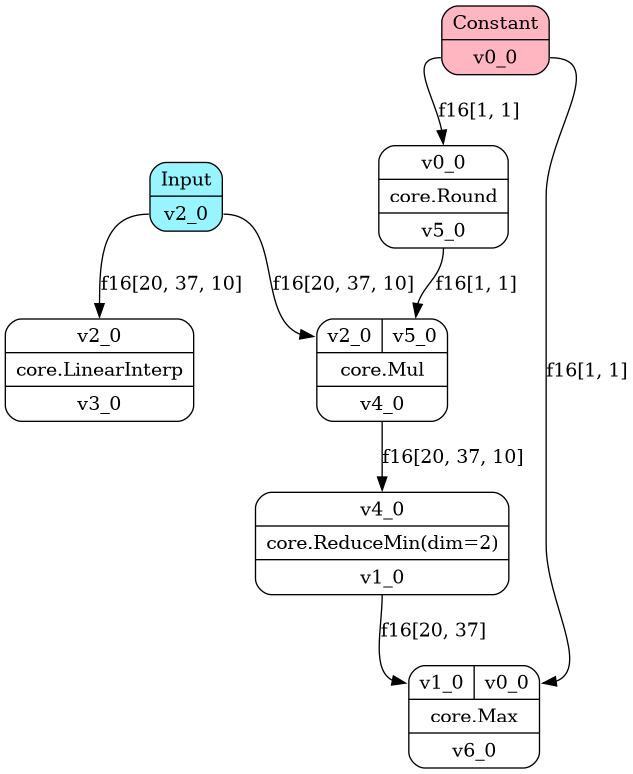 Constant
v0_0
f16[1, 1]
v0_0
core.Round
v5_0
Input
v2_0
f16[20, 37, 10]
f16[20, 37, 10]
f16[1, 1]
v2_0
core.LinearInterp
v3_0
v2_0 v5_0
core.Mul
v4_0
f16[1, 1]
f16[20, 37, 10]
v4_0
core.ReduceMin(dim=2)
v1_0
f16[20, 37]
v1_0 v0_0
core.Max
v6_0